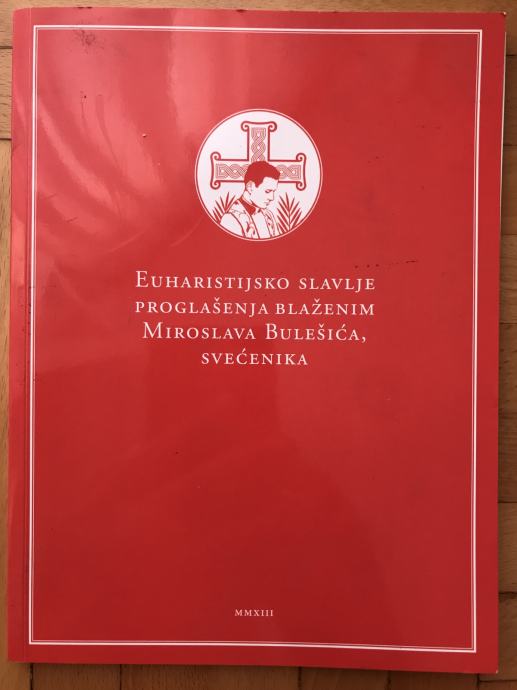 Euharistijsko slavlje
proglašenja blaženim
Miroslava Bulešića,
svećenika
MMXIII